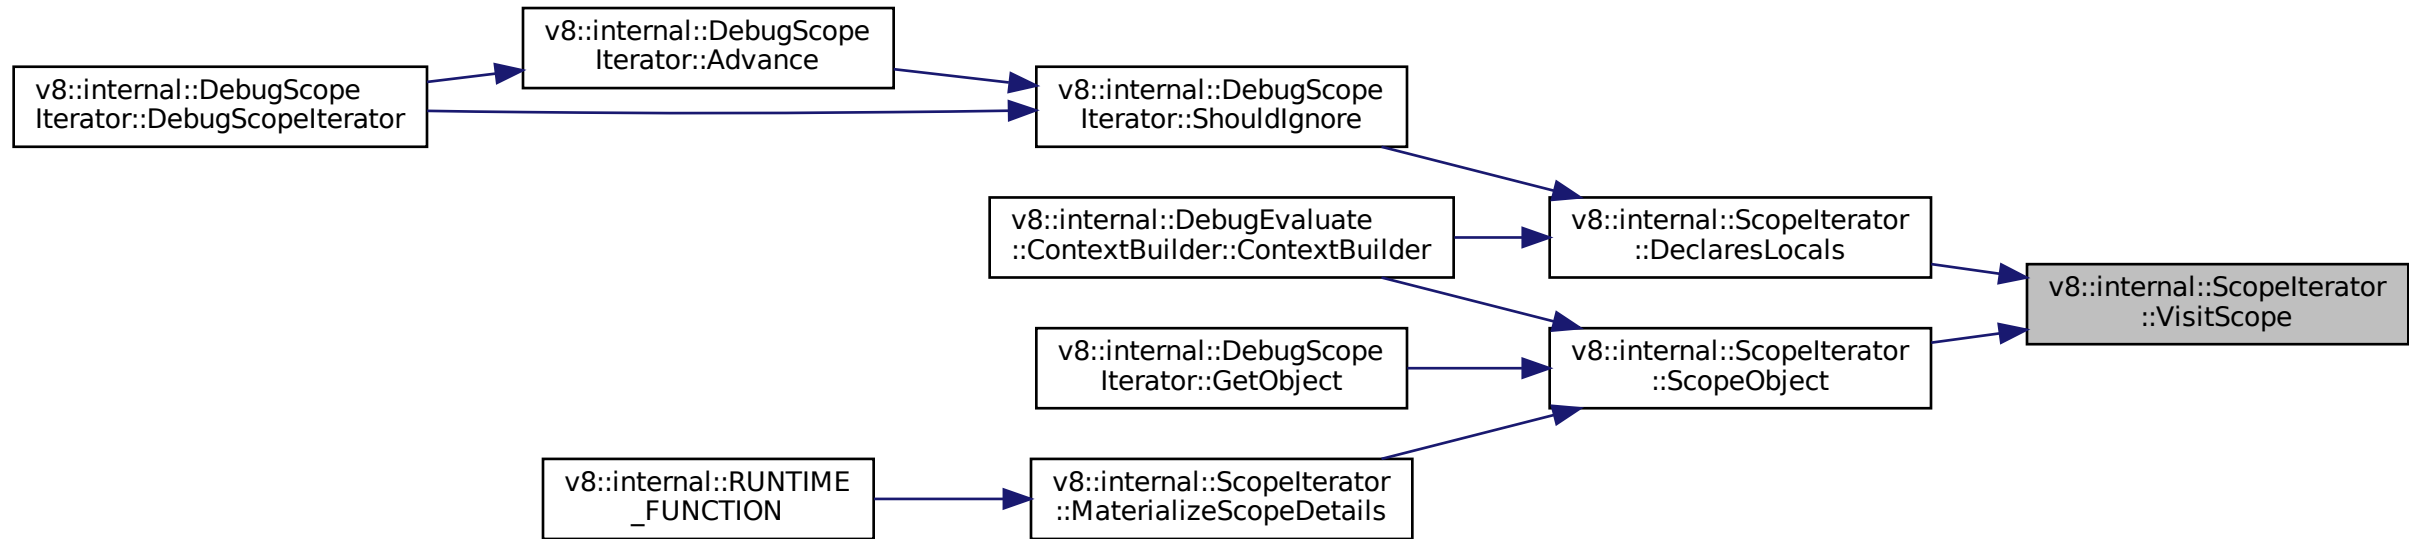 v8::internal::DebugScope
Iterator::Advance
v8::internal::DebugScope
Iterator::DebugScopeIterator
v8::internal::DebugScope
Iterator::ShouldIgnore
v8::internal::DebugEvaluate
::ContextBuilder::ContextBuilder
v8::internal::ScopeIterator
::DeclaresLocals
v8::internal::ScopeIterator
::VisitScope
v8::internal::DebugScope
Iterator::GetObject
v8::internal::ScopeIterator
::ScopeObject
v8::internal::RUNTIME
_FUNCTION
v8::internal::ScopeIterator
::MaterializeScopeDetails